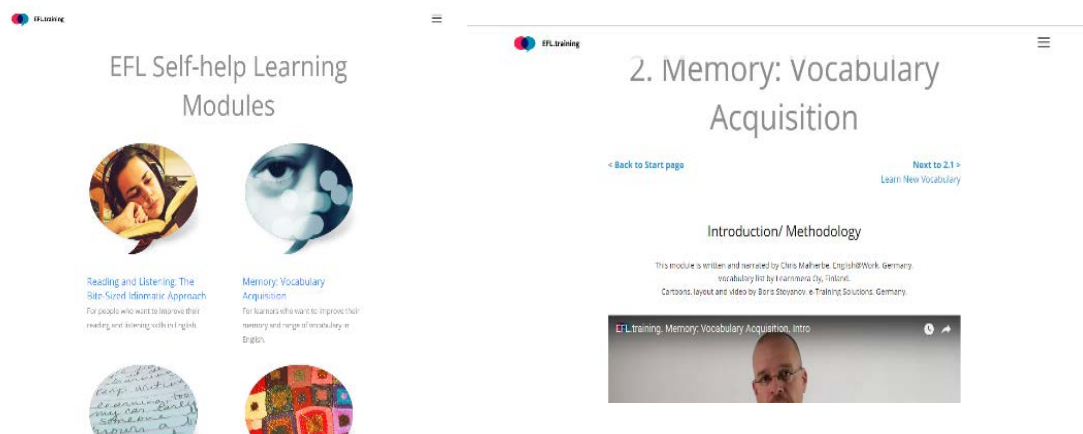 EFL.training
EFL Self-help Learning
Modules
Reading and Listening: The
Bite-Sized Idiomatic Approach
For people who want to improve their
reading and listening skills in English.
Memory: Vocabulary
Acquisition
For learners who want to improve their
memory and range of vocabulary in
English.
EFL.training
2. Memory: Vocabulary
Acquisition
< Back to Start page
Next to 2.1 >
Learn New Vocabulary
Introduction/ Methodology
This module is written and narrated by Chris Malherbe, English@Work, Germany.
Vocabulary list by Learnmera Oy, Finland.
Cartoons, layout and video by Boris Stoyanov, e-Training Solutions, Germany.
EFL.training. Memory: Vocabulary Acquisition, Intro